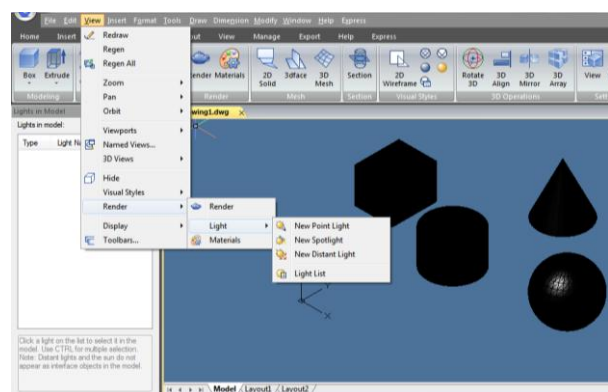 File Edit View Insert Format Tools Draw Dimension Modify Window Help Express
Home Insert out View Manage Export Help Express
Box Extrude ender Materials 2D Solid 3dface 3D Mesh Section 2D Wireframe Rotate 3D 3D Align 3D Mirror 3D Array View
Modeling Render Mesh Section Visual Styles 3D Operations Sett
Lights in Model
wing1.dwg
Lights in model:
Type Light Na
Redraw
Regen
Regen All
Zoom
Pan
Orbit
Viewports
Named Views...
3D Views
Hide
Visual Styles
Render
Display
Toolbars...
Render
Light
Materials
New Point Light
New Spotlight
New Distant Light
Light List
Y
X
Click a light on the list to select it in the
model. Use CTRL for multiple selection.
Note: Distant lights and the sun do not
appear as interface objects in the model.
Model Layout1 Layout2